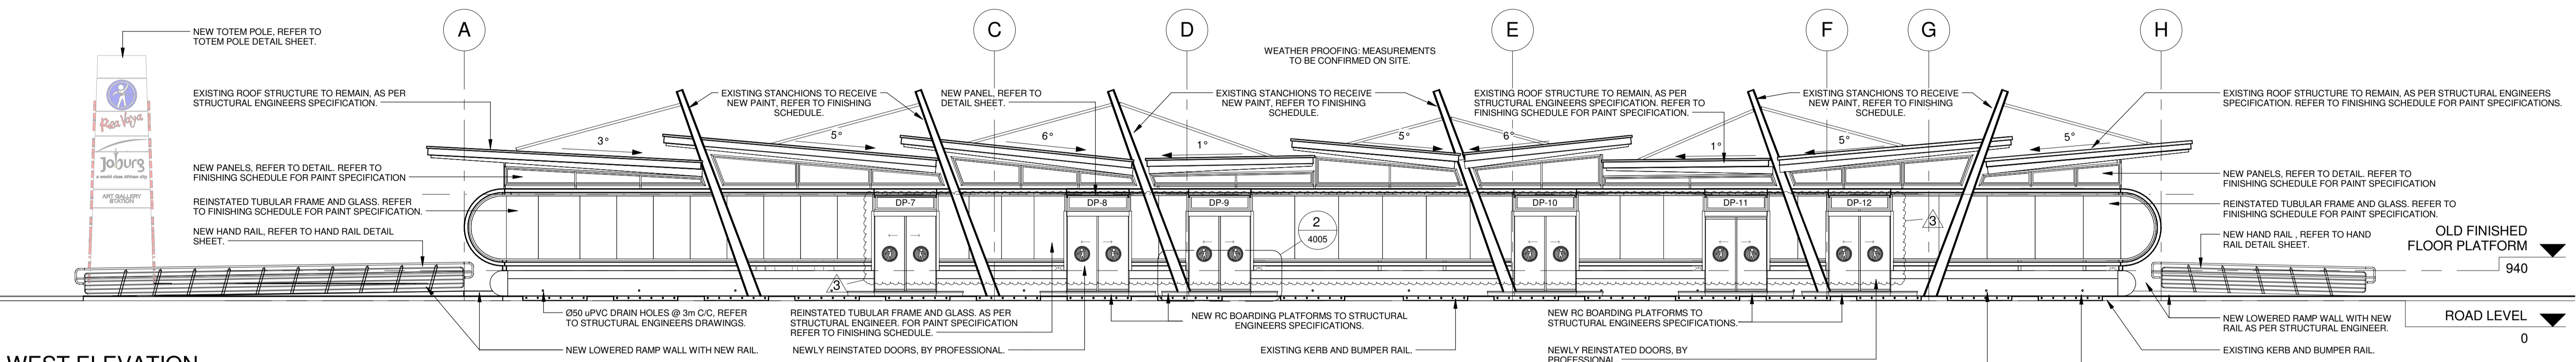 A
C
D
E
F
G
H
NEW TOTEM POLE, REFER TO
TOTEM POLE DETAIL SHEET.
WEATHER PROOFING: MEASUREMENTS
TO BE CONFIRMED ON SITE.
EXISTING ROOF STRUCTURE TO REMAIN, AS PER
STRUCTURAL ENGINEERS SPECIFICATION.
EXISTING STANCHIONS TO RECEIVE
NEW PAINT, REFER TO FINISHING
SCHEDULE.
NEW PANEL, REFER TO
DETAIL SHEET.
EXISTING STANCHIONS TO RECEIVE
NEW PAINT, REFER TO FINISHING
SCHEDULE.
EXISTING ROOF STRUCTURE TO REMAIN, AS PER
STRUCTURAL ENGINEERS SPECIFICATION. REFER TO
FINISHING SCHEDULE FOR PAINT SPECIFICATION.
EXISTING STANCHIONS TO RECEIVE
NEW PAINT, REFER TO FINISHING
SCHEDULE.
EXISTING ROOF STRUCTURE TO REMAIN, AS PER STRUCTURAL ENGINEERS
SPECIFICATION. REFER TO FINISHING SCHEDULE FOR PAINT SPECIFICATIONS.
Rea Vaya
Joburg
a world class African city
ART GALLERY
STATION
3°
5°
6°
1°
5°
6°
1°
5°
5°
NEW PANELS, REFER TO DETAIL. REFER TO
FINISHING SCHEDULE FOR PAINT SPECIFICATION
REINSTATED TUBULAR FRAME AND GLASS. REFER
TO FINISHING SCHEDULE FOR PAINT SPECIFICATION.
NEW HAND RAIL, REFER TO HAND RAIL DETAIL
SHEET.
DP-7
DP-8
DP-9
DP-10
DP-11
DP-12
2
4005
3
3
NEW PANELS, REFER TO DETAIL. REFER TO
FINISHING SCHEDULE FOR PAINT SPECIFICATION
REINSTATED TUBULAR FRAME AND GLASS. REFER TO
FINISHING SCHEDULE FOR PAINT SPECIFICATION.
NEW HAND RAIL , REFER TO HAND
RAIL DETAIL SHEET.
OLD FINISHED
FLOOR PLATFORM
940
Ø50 uPVC DRAIN HOLES @ 3m C/C, REFER
TO STRUCTURAL ENGINEERS DRAWINGS.
REINSTATED TUBULAR FRAME AND GLASS. AS PER
STRUCTURAL ENGINEER. FOR PAINT SPECIFICATION
REFER TO FINISHING SCHEDULE.
NEW RC BOARDING PLATFORMS TO STRUCTURAL
ENGINEERS SPECIFICATIONS.
NEW RC BOARDING PLATFORMS TO
STRUCTURAL ENGINEERS SPECIFICATIONS.
NEW LOWERED RAMP WALL WITH NEW
RAIL AS PER STRUCTURAL ENGINEER.
ROAD LEVEL
0
NEW LOWERED RAMP WALL WITH NEW RAIL.
NEWLY REINSTATED DOORS, BY PROFESSIONAL.
EXISTING KERB AND BUMPER RAIL.
NEWLY REINSTATED DOORS, BY
PROFESSIONAL
EXISTING KERB AND BUMPER RAIL.
WEST ELEVATION